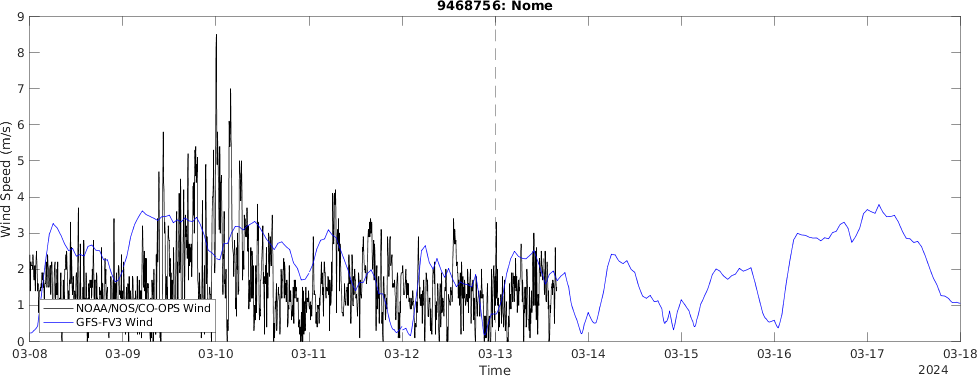 9468756: Nome
9
8
7
6
5
4
3
2
1
0
Wind Speed (m/s)
NOAA/NOS/CO-OPS Wind
GFS-FV3 Wind
03-08 03-09 03-10 03-11 03-12 03-13 03-14 03-15 03-16 03-17 03-18
Time
2024